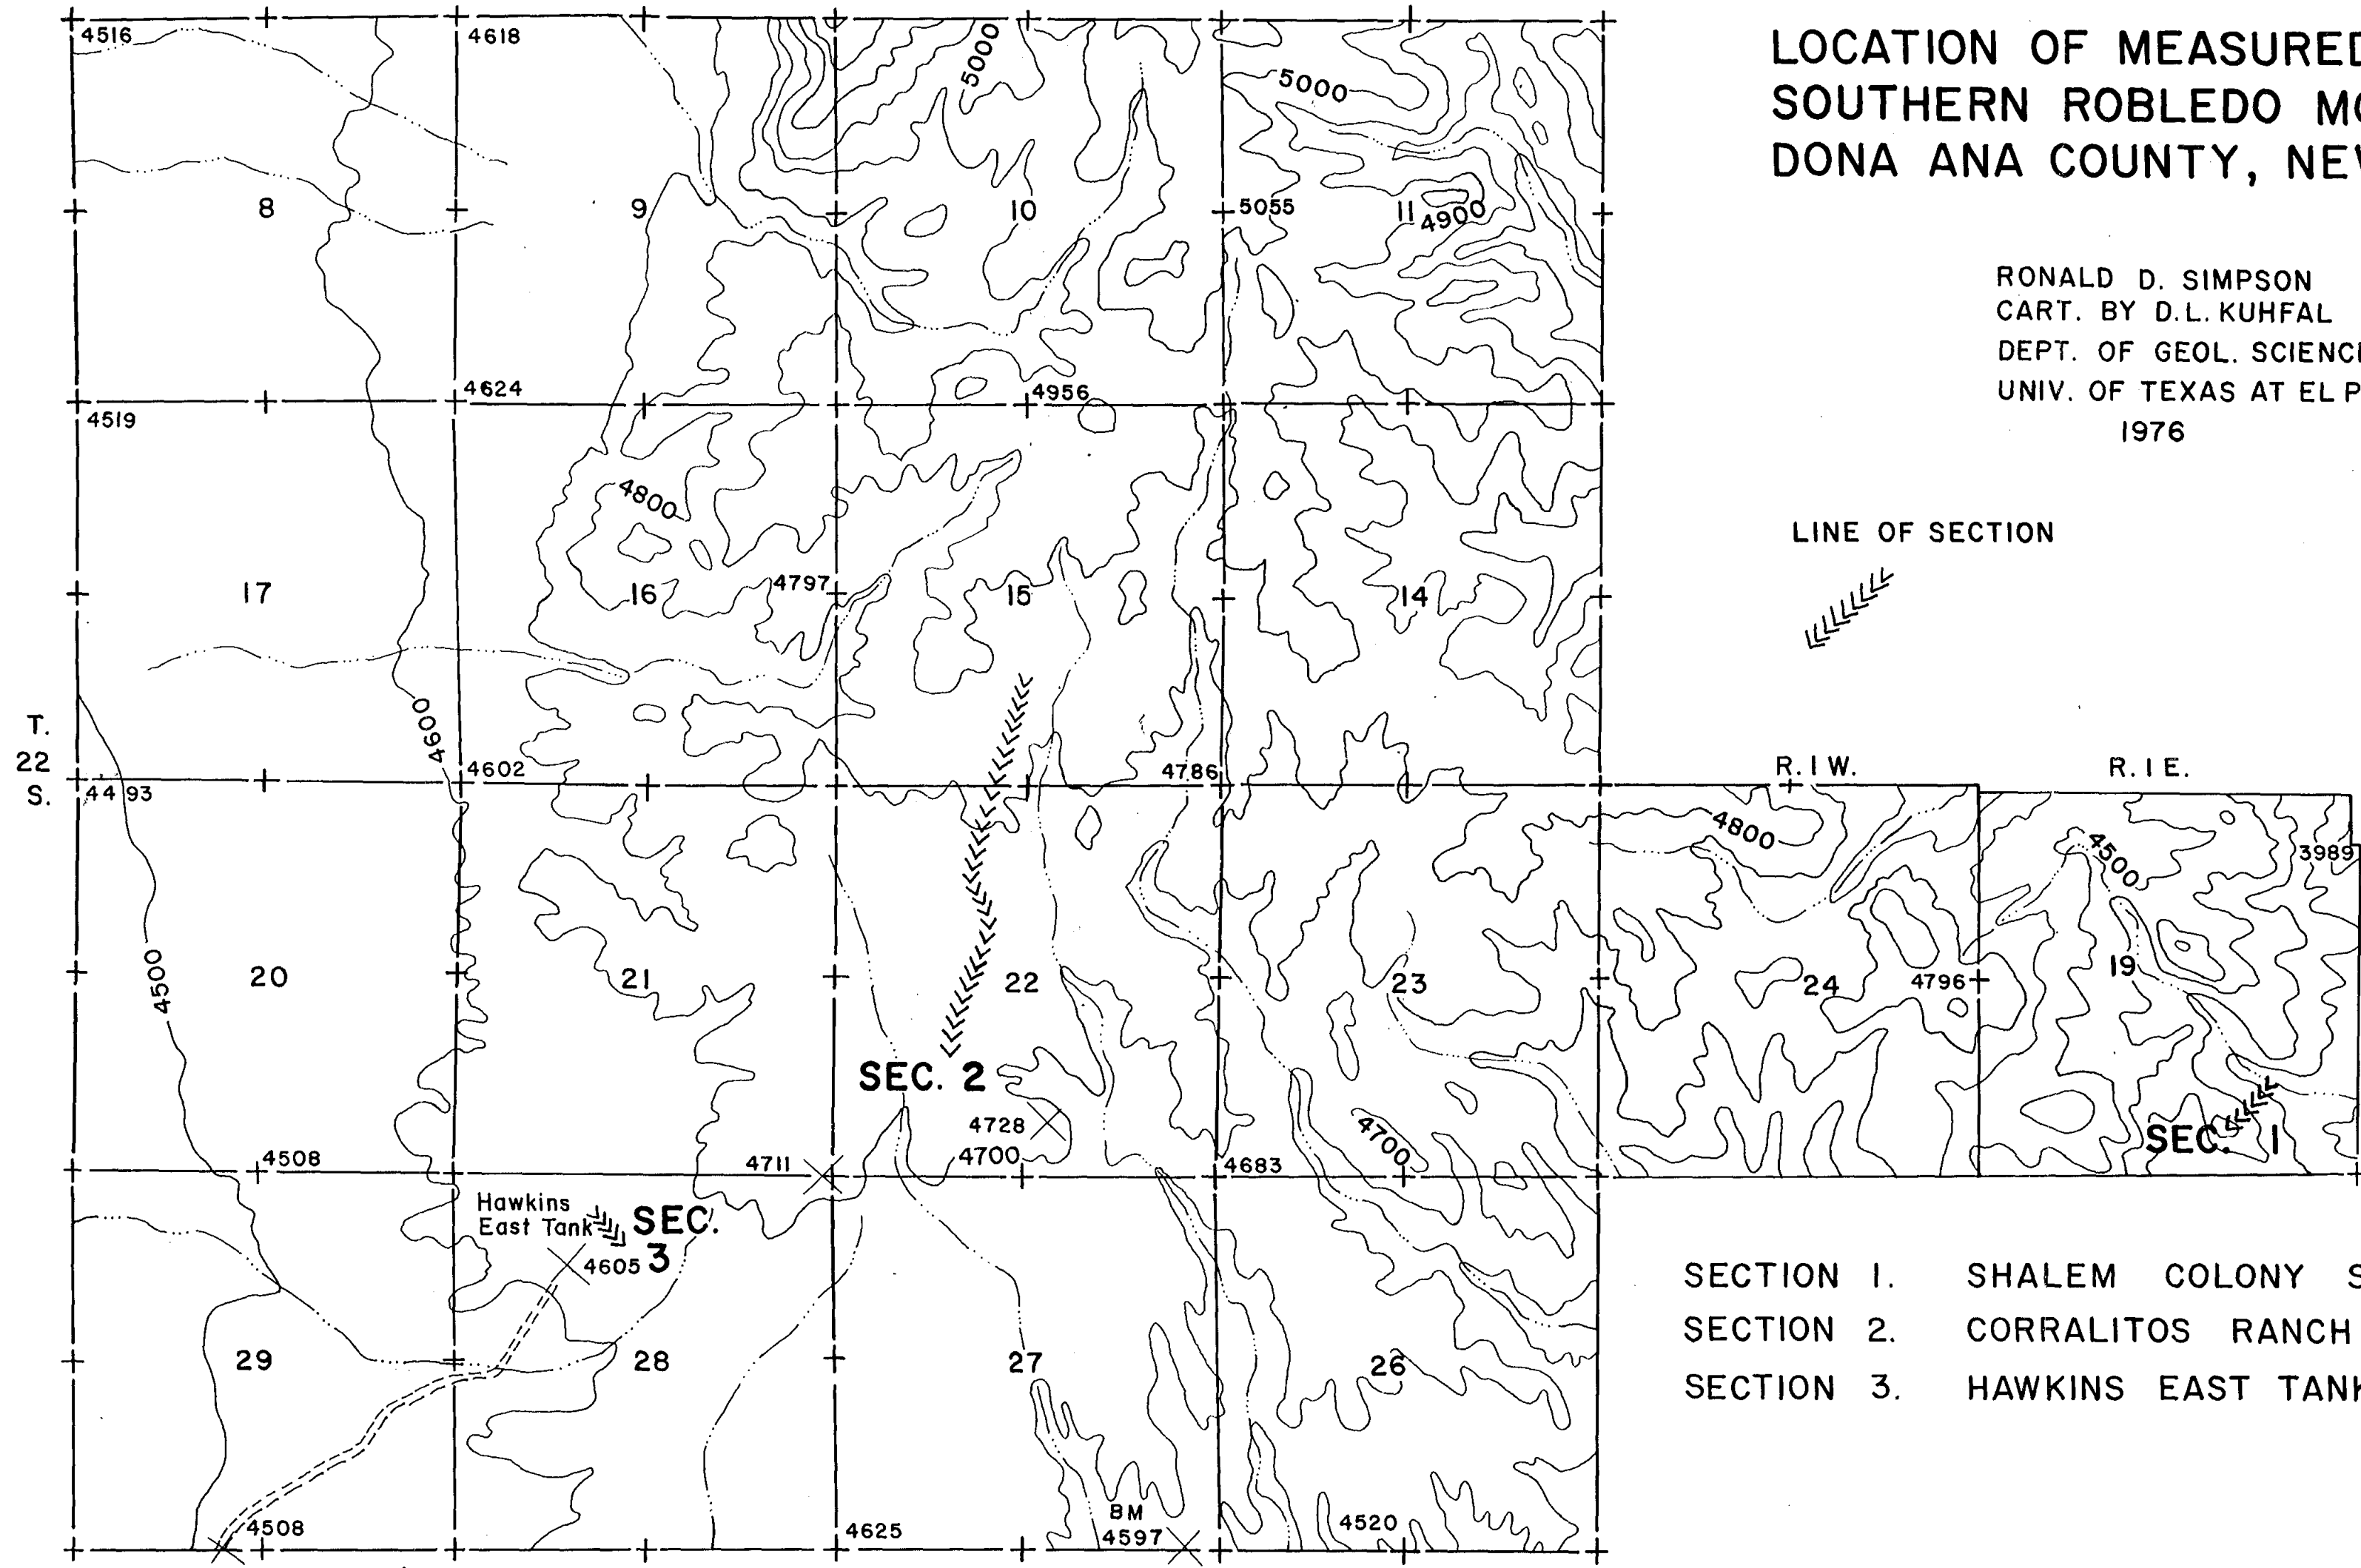 LOCATION OF MEASURED
SOUTHERN ROBLEDO
DONA ANA COUNTY,
RONALD D. SIMPSON
CART. BY D.L. KUHFAL
DEPT. OF GEOL.
UNIV. OF TEXAS AT EL
1976
LINE OF SECTION
T.
22
S.
R. 1 W.
R. 1 E.
4516
4618
5000
5000
8
9
10
5055
11
4900
4519
4624
4956
4800
17
16
4797
15
14
4600
4493
4602
4786
4800
4500
3989
4500
20
21
22
23
24
4796
19
SEC. 2
4728
4700
4711
4508
4683
4700
SEC. 1
Hawkins
East Tank
SEC.
3
4605
29
28
27
26
4508
4625
BM
4597
4520
SECTION 1. SHALEM COLONY
SECTION 2. CORRALITOS RANCH
SECTION 3. HAWKINS EAST TANK